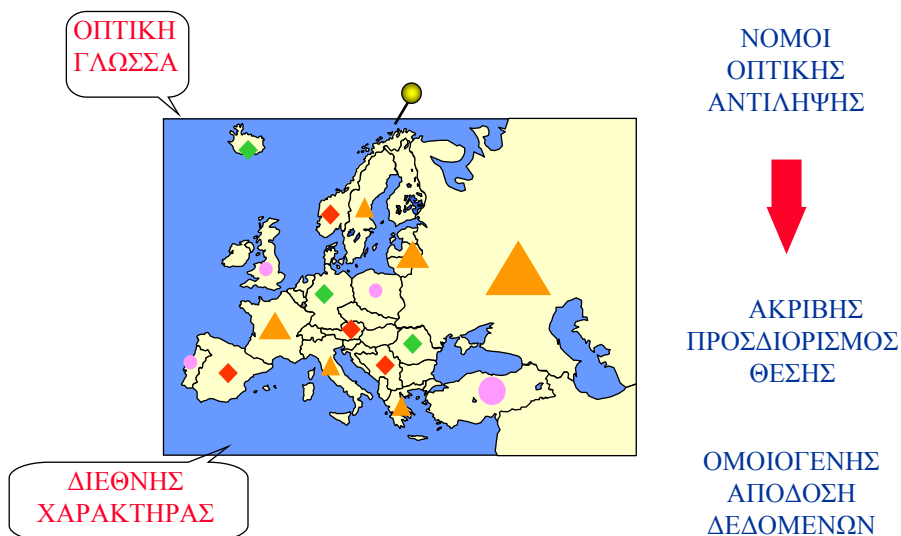 ΟΠΤΙΚΗ
ΓΛΩΣΣΑ
ΝΟΜΟΙ
ΟΠΤΙΚΗΣ
ΑΝΤΙΛΗΨΗΣ
ΑΚΡΙΒΗΣ
ΠΡΟΣΔΙΟΡΙΣΜΟΣ
ΘΕΣΗΣ
ΔΙΕΘΝΗΣ
ΧΑΡΑΚΤΗΡΑΣ
ΟΜΟΙΟΓΕΝΗΣ
ΑΠΟΔΟΣΗ
ΔΕΔΟΜΕΝΩΝ